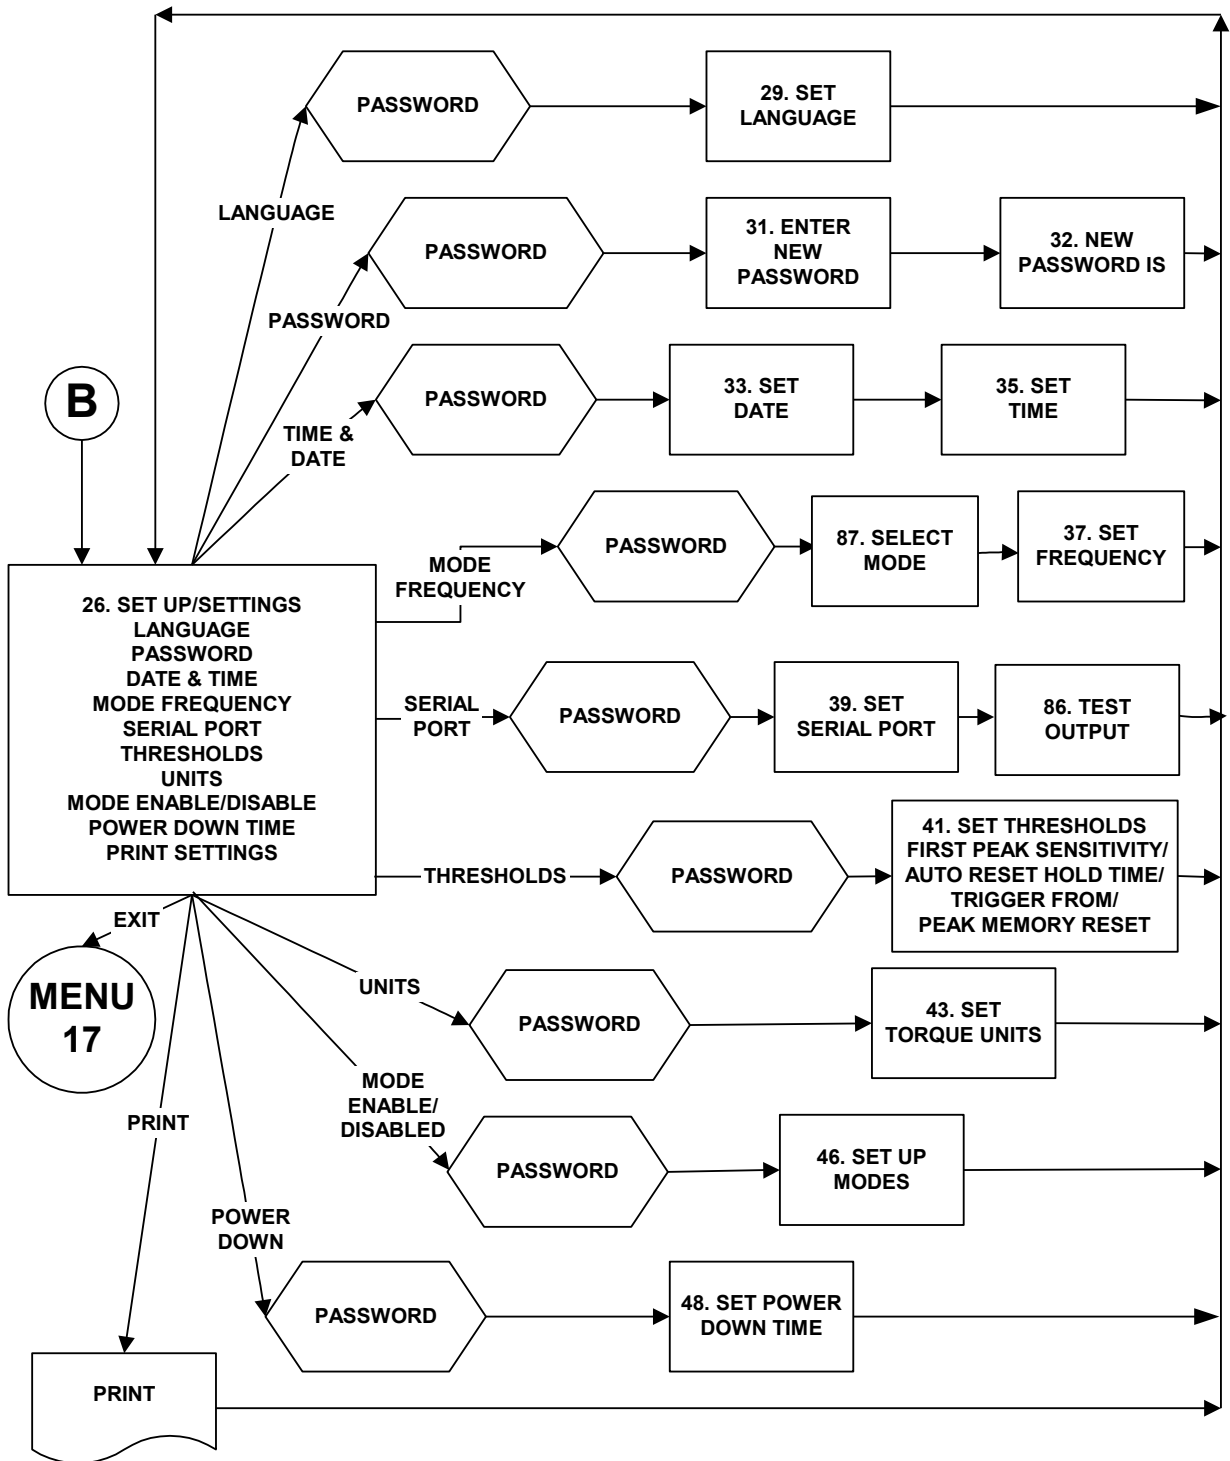 PASSWORD
29. SET
LANGUAGE
LANGUAGE
PASSWORD
31. ENTER
NEW
PASSWORD
32. NEW
PASSWORD IS
PASSWORD
B
PASSWORD
33. SET
DATE
35. SET
TIME
TIME &
DATE
MODE
FREQUENCY
PASSWORD
87. SELECT
MODE
37. SET
FREQUENCY
26. SET UP/SETTINGS
LANGUAGE
PASSWORD
DATE & TIME
MODE FREQUENCY
SERIAL PORT
THRESHOLDS
UNITS
MODE ENABLE/DISABLE
POWER DOWN TIME
PRINT SETTINGS
SERIAL
PORT
PASSWORD
39. SET
SERIAL PORT
86. TEST
OUTPUT
THRESHOLDS
PASSWORD
41. SET THRESHOLDS
FIRST PEAK SENSITIVITY/
AUTO RESET HOLD TIME/
TRIGGER FROM/
PEAK MEMORY RESET
EXIT
MENU
17
UNITS
PASSWORD
43. SET
TORQUE UNITS
MODE
ENABLE/
DISABLED
PASSWORD
46. SET UP
MODES
PRINT
POWER
DOWN
PASSWORD
48. SET POWER
DOWN TIME
PRINT